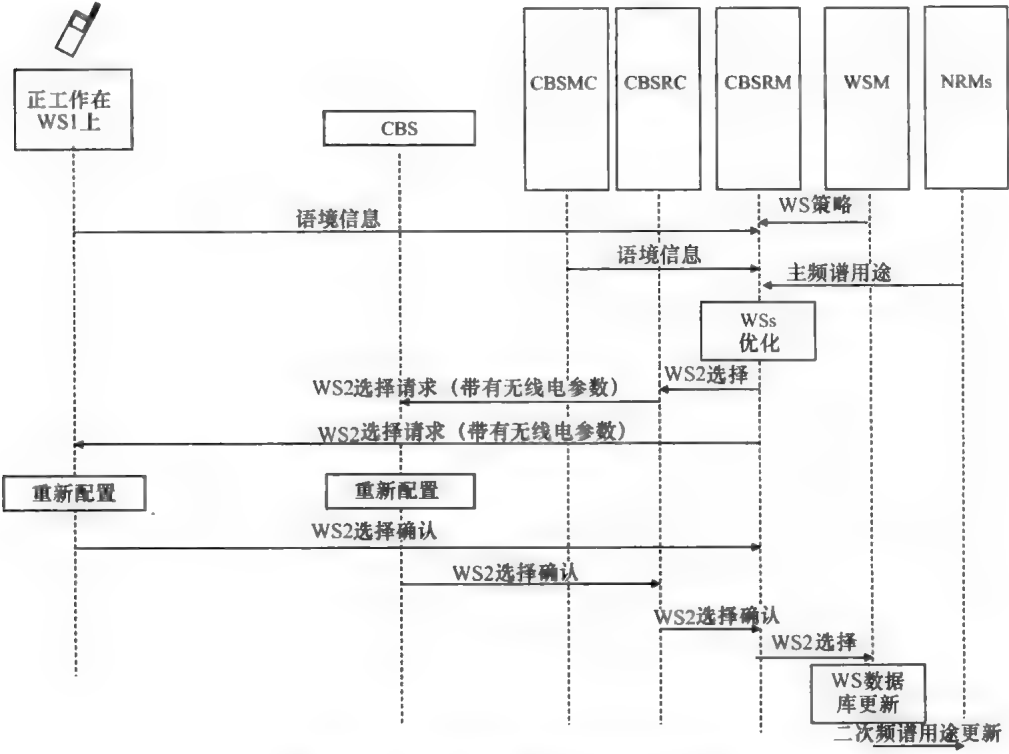 正工作在
WS1上
CBS
CBSMC
CBSRC
CBSRM
WSM
NRMs
WS策略
语境信息
语境信息
主频谱用途
WSs
优化
WS2选择
WS2选择请求（带有无线电参数）
WS2选择请求（带有无线电参数）
重新配置
重新配置
WS2选择确认
WS2选择确认
WS2选择确认
WS2选择
WS数据
库更新
二次频谱用途更新